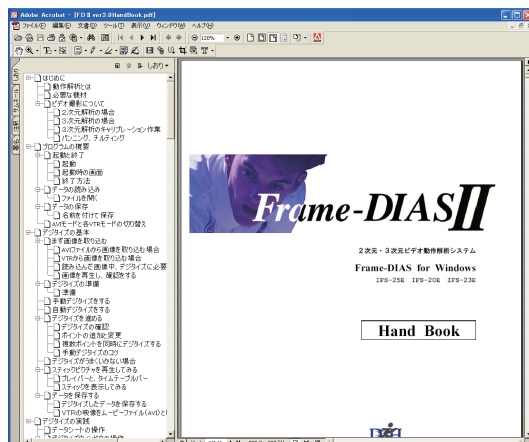 Adobe Acrobat - [FDⅡ ver3.0HandBook.pdf]
ファイル(F) 編集(E) 文書(D) ツール(T) 表示(V) ウィンドウ(W) ヘルプ(H)
120%
しおり
はじめに
動作解析とは
必要な機材
ビデオ撮影について
2次元解析の場合
3次元解析の場合
3次元解析のキャリブレーション作業
パンニング、チルティング
プログラムの概要
起動と終了
起動
起動時の画面
終了方法
データの読み込み
ファイルを開く
データの保存
名前を付けて保存
AVIモードと各VTRモードの切り替え
デジタイズの基本
まず画像を取り込む
AVIファイルから画像を取り込む場合
VTRから画像を取り込む場合
読み込んだ画像中、デジタイズに必要
画像を再生し、確認をする
デジタイズの準備
準備
手動デジタイズをする
自動デジタイズをする
デジタイズを進める
デジタイズの確認
ポイントの追加と変更
複数ポイントを同時にデジタイズする
手動デジタイズのコツ
デジタイズがうまくいかない場合
スティックピクチャを再生してみる
プレイバーと、タイムテーブルバー
スティックを表示してみる
データを保存する
デジタイズしたデータを保存する
VTRの映像をムービーファイル(AVI)と
デジタイズの実践
データシートの操作
Frame-DIAS II
2次元・3次元ビデオ動作解析システム
Frame-DIAS for Windows
IFS-25E IFS-20E IFS-23E
Hand Book